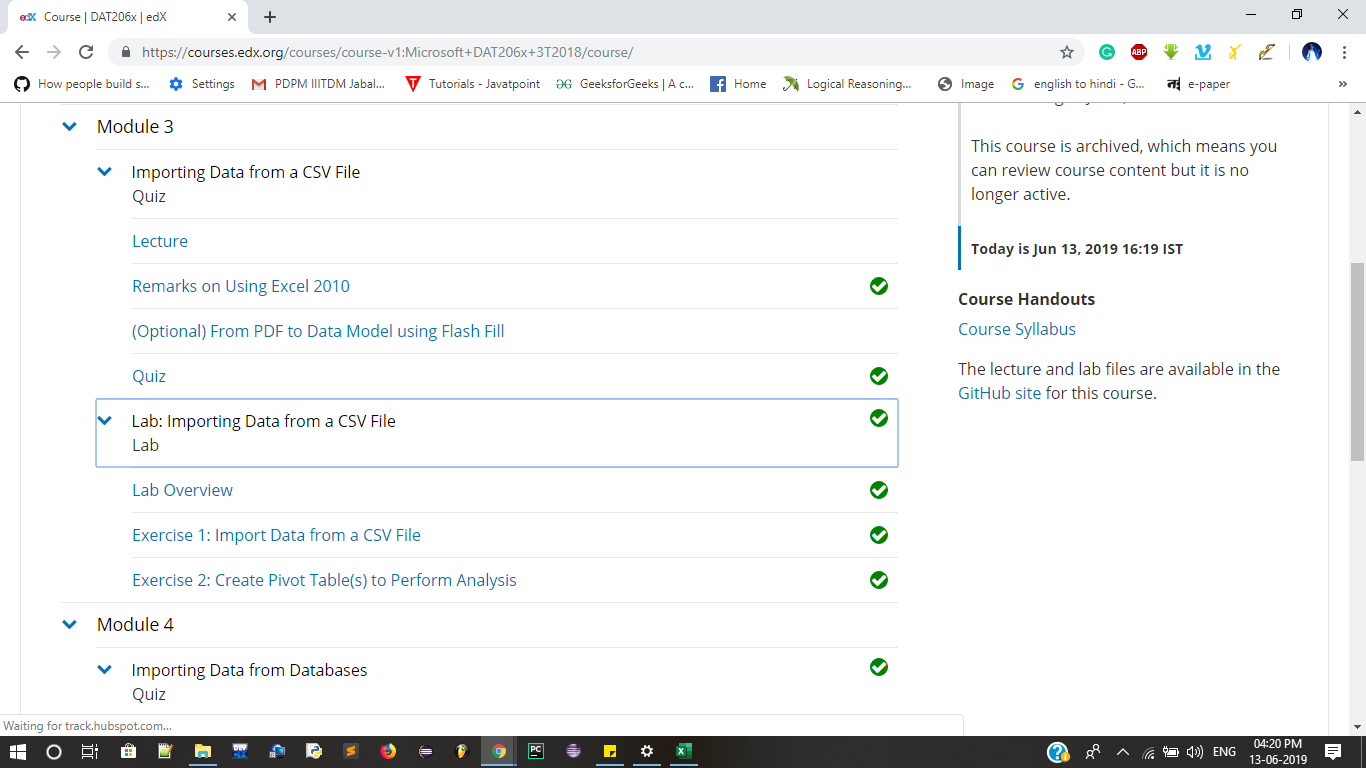 edX Course | DAT206x | edX
https://courses.edx.org/courses/course-v1:Microsoft+DAT206x+3T2018/course/
ABP
How people build s... Settings PDPM IIITDM Jabal... Tutorials - Javatpoint GeeksforGeeks | A c... Home Logical Reasoning... Image english to hindi - G... e-paper »
Module 3
Importing Data from a CSV File
Quiz
Lecture
Remarks on Using Excel 2010
(Optional) From PDF to Data Model using Flash Fill
Quiz
Lab: Importing Data from a CSV File
Lab
Lab Overview
Exercise 1: Import Data from a CSV File
Exercise 2: Create Pivot Table(s) to Perform Analysis
Module 4
Importing Data from Databases
Quiz
This course is archived, which means you
can review course content but it is no
longer active.
Today is Jun 13, 2019 16:19 IST
Course Handouts
Course Syllabus
The lecture and lab files are available in the
GitHub site for this course.
Waiting for track.hubspot.com...
DEV
PC
ENG
04:20 PM
13-06-2019